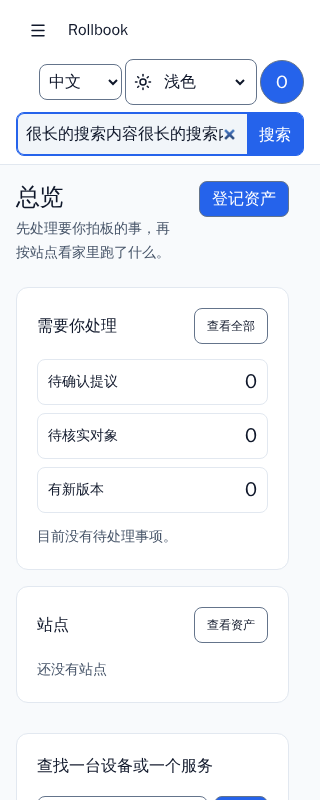 Rollbook
中文
浅色
0
很长的搜索内容很长的搜索
搜索
总览
登记资产
先处理要你拍板的事，再
按站点看家里跑了什么。
需要你处理
查看全部
待确认提议 0
待核实对象 0
有新版本 0
目前没有待处理事项。
站点
查看资产
还没有站点
查找一台设备或一个服务